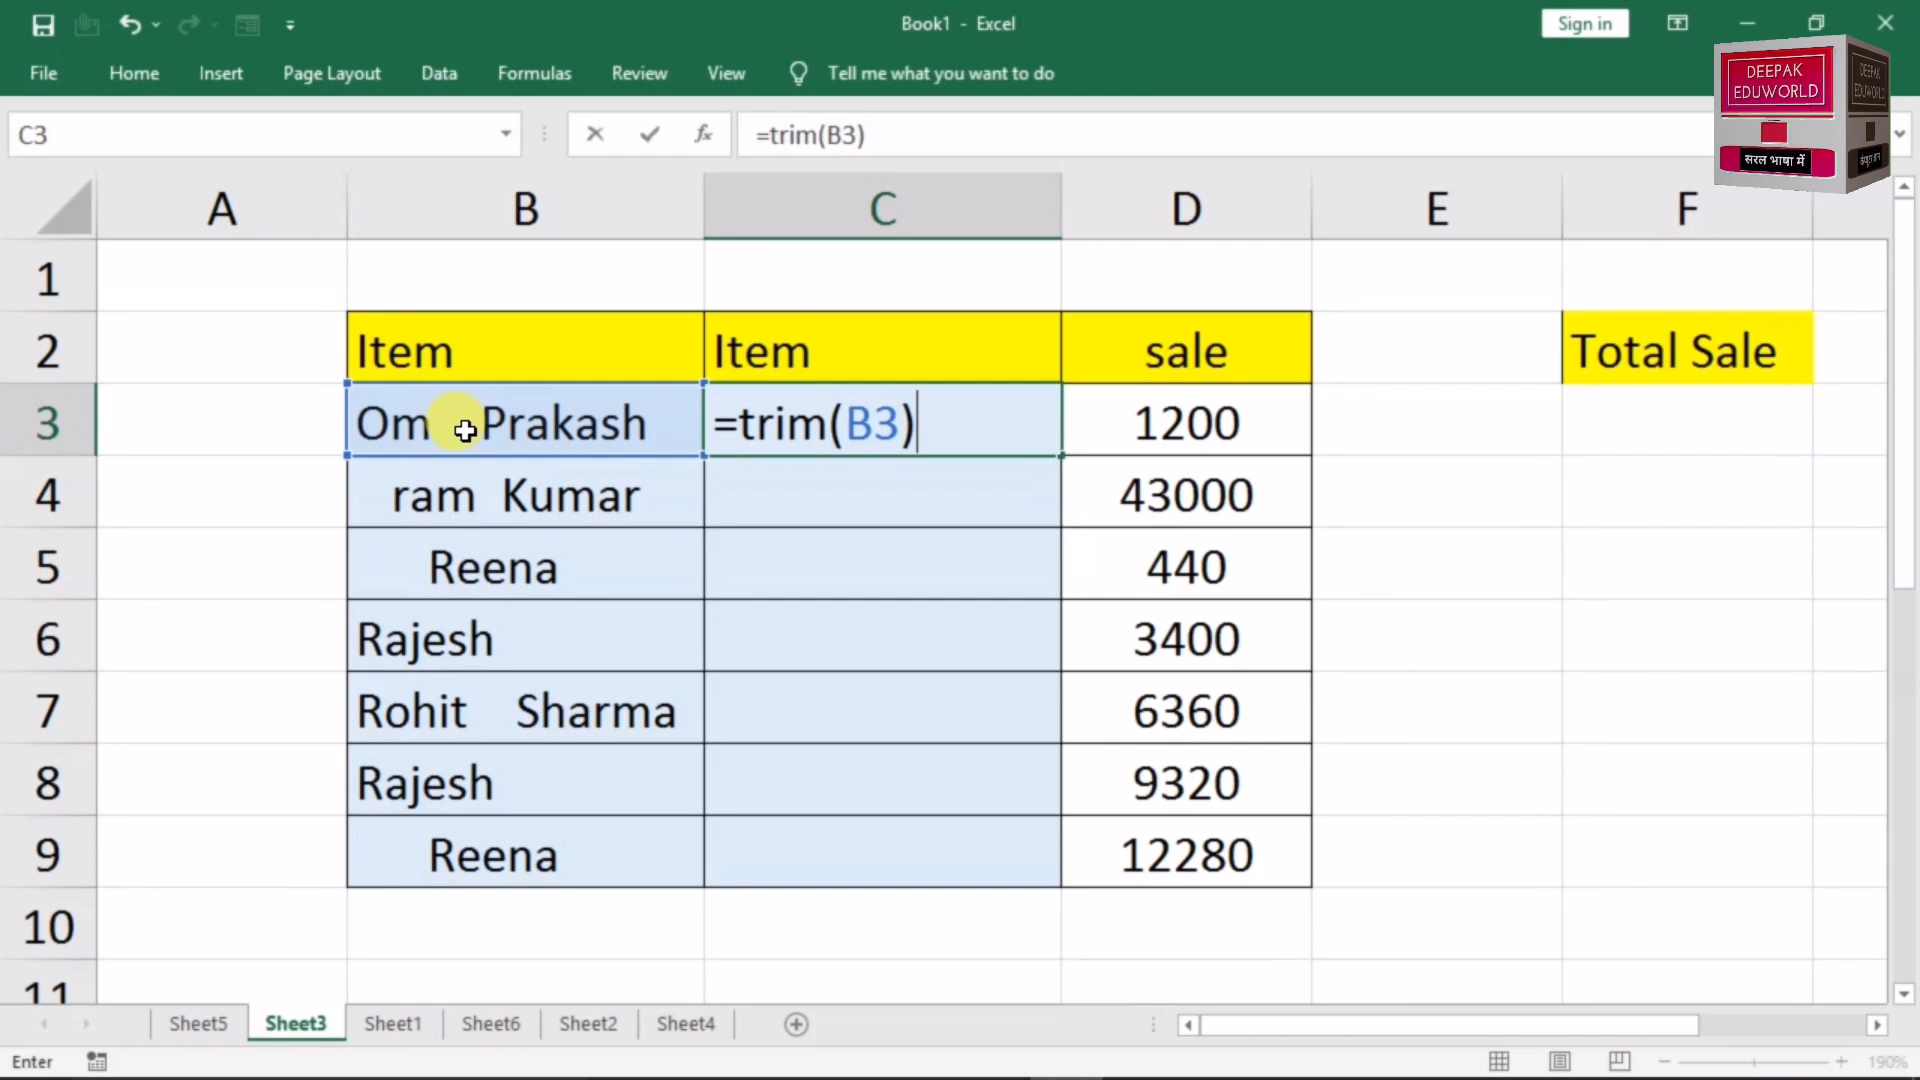 Book1 - Excel
Sign in
File Home Insert Page Layout Data Formulas Review View Tell me what you want to do
DEEPAK
EDUWORLD
सरल भाषा में
C3 fx =trim(B3)
A B C D E F
1
2 Item Item sale Total Sale
3 Om Prakash =trim(B3) 1200
4 ram Kumar 43000
5 Reena 440
6 Rajesh 3400
7 Rohit Sharma 6360
8 Rajesh 9320
9 Reena 12280
10
11
Sheet5 Sheet3 Sheet1 Sheet6 Sheet2 Sheet4
Enter 190%